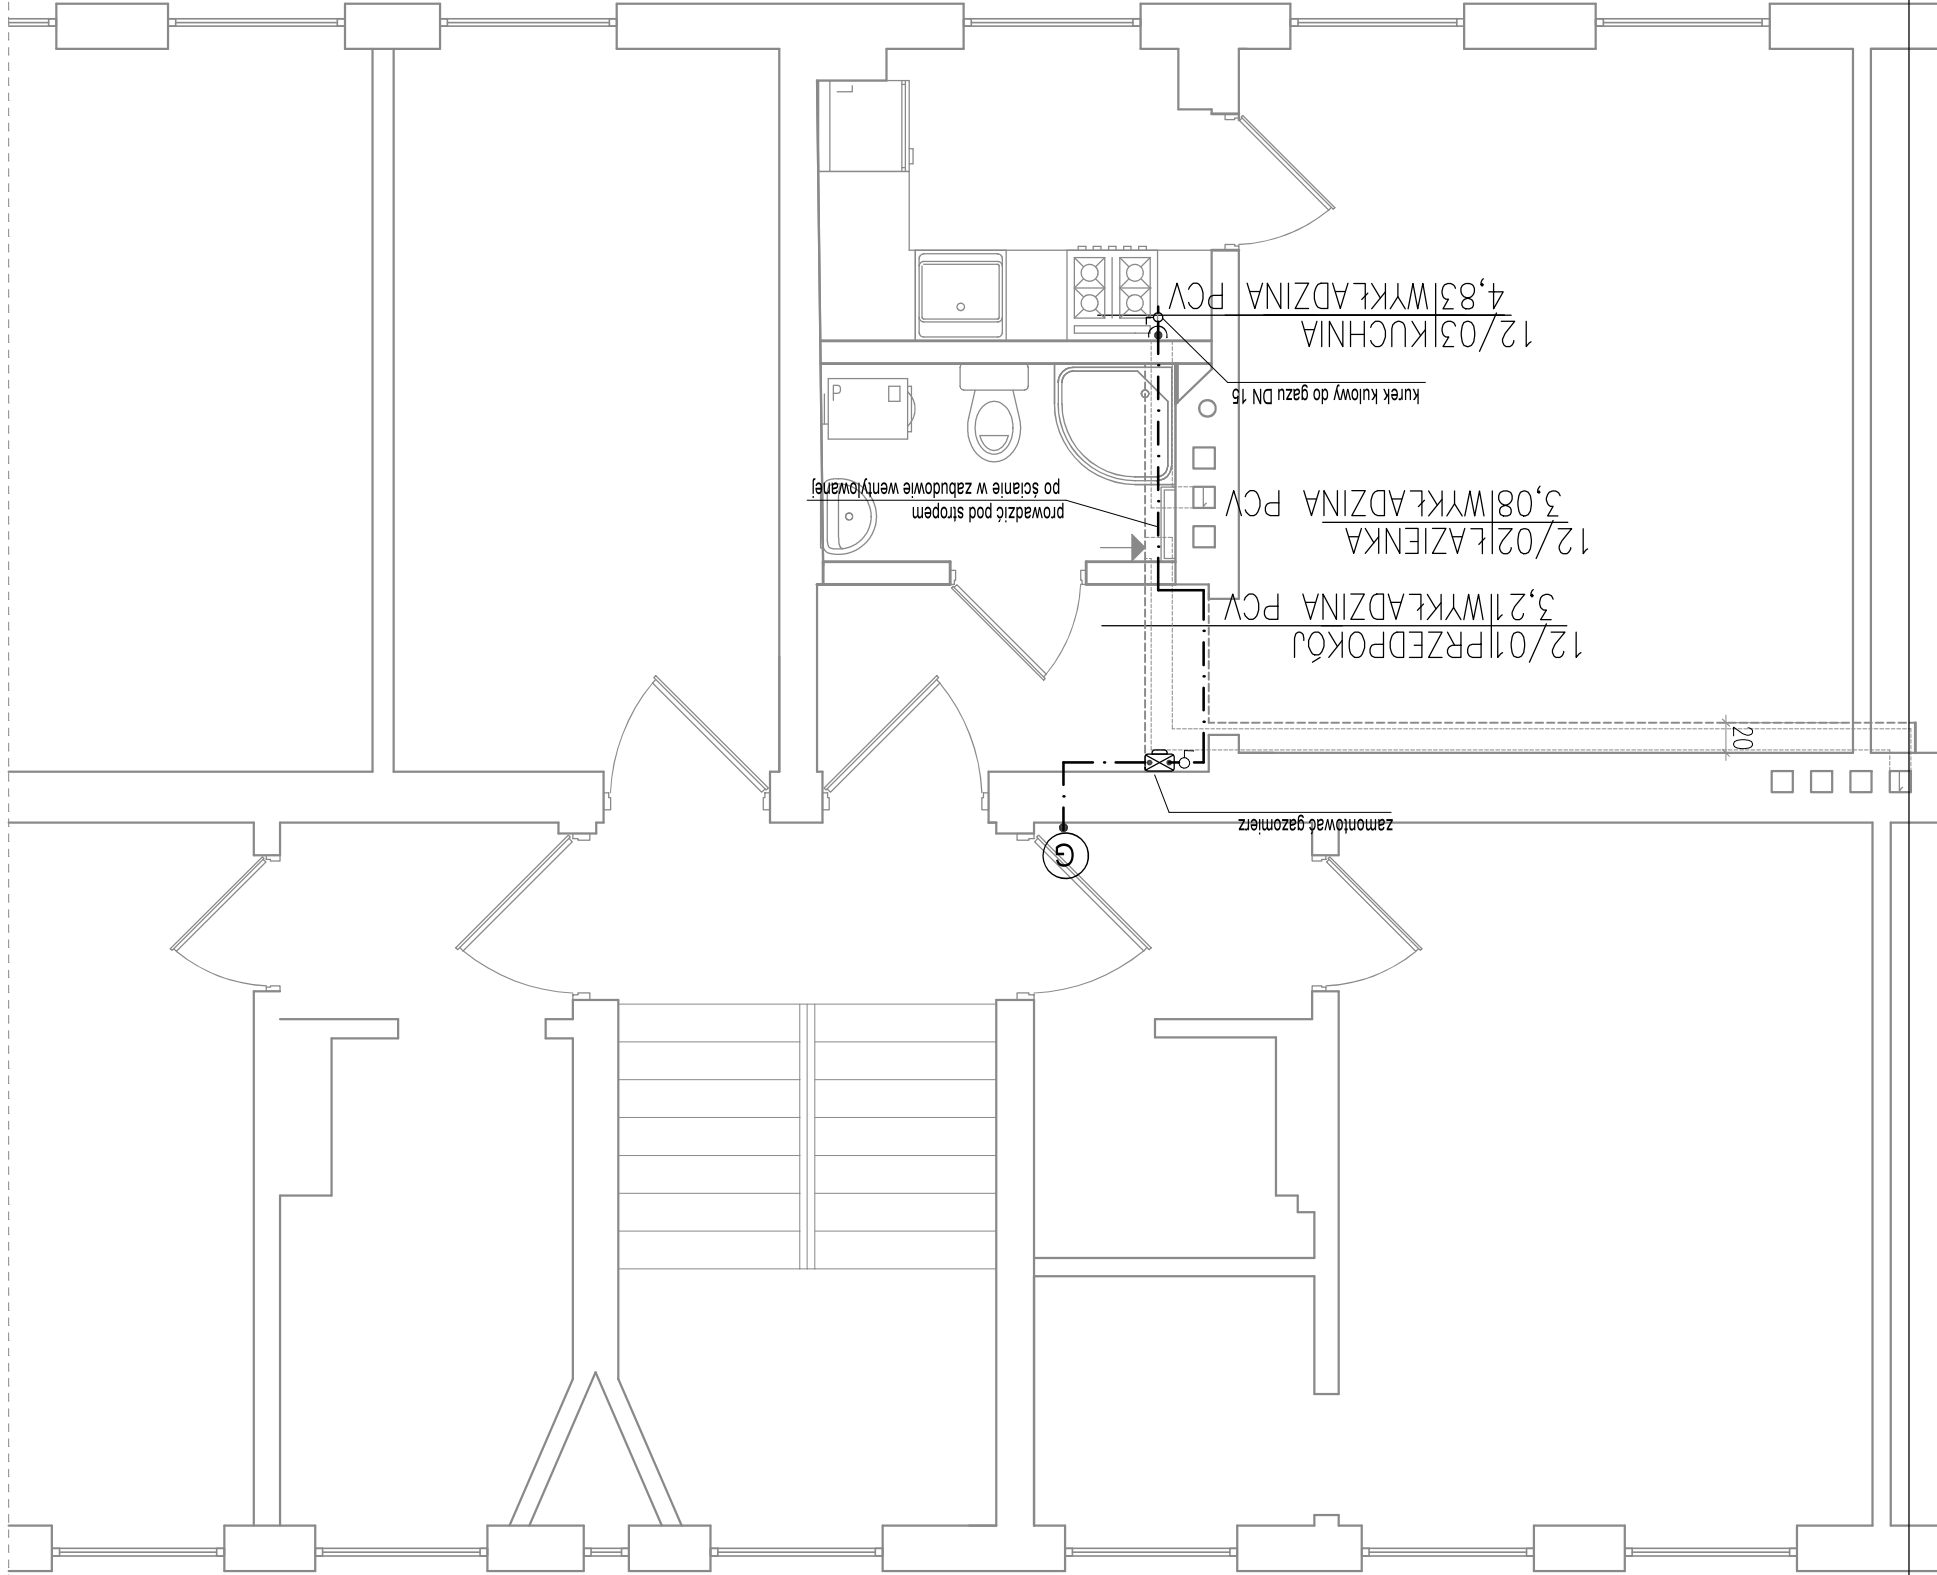 G
zamontować gazomierz
20
12/01|PRZEDPOKÓJ
3,21|WYKŁADZINA PCV
12/02|ŁAZIENKA
3,08|WYKŁADZINA PCV
prowadzić pod stropem
po ścianie w zabudowie wentylowanej
kurek kulowy do gazu DN 15
P
12/03|KUCHNIA
4,83|WYKŁADZINA PCV
L